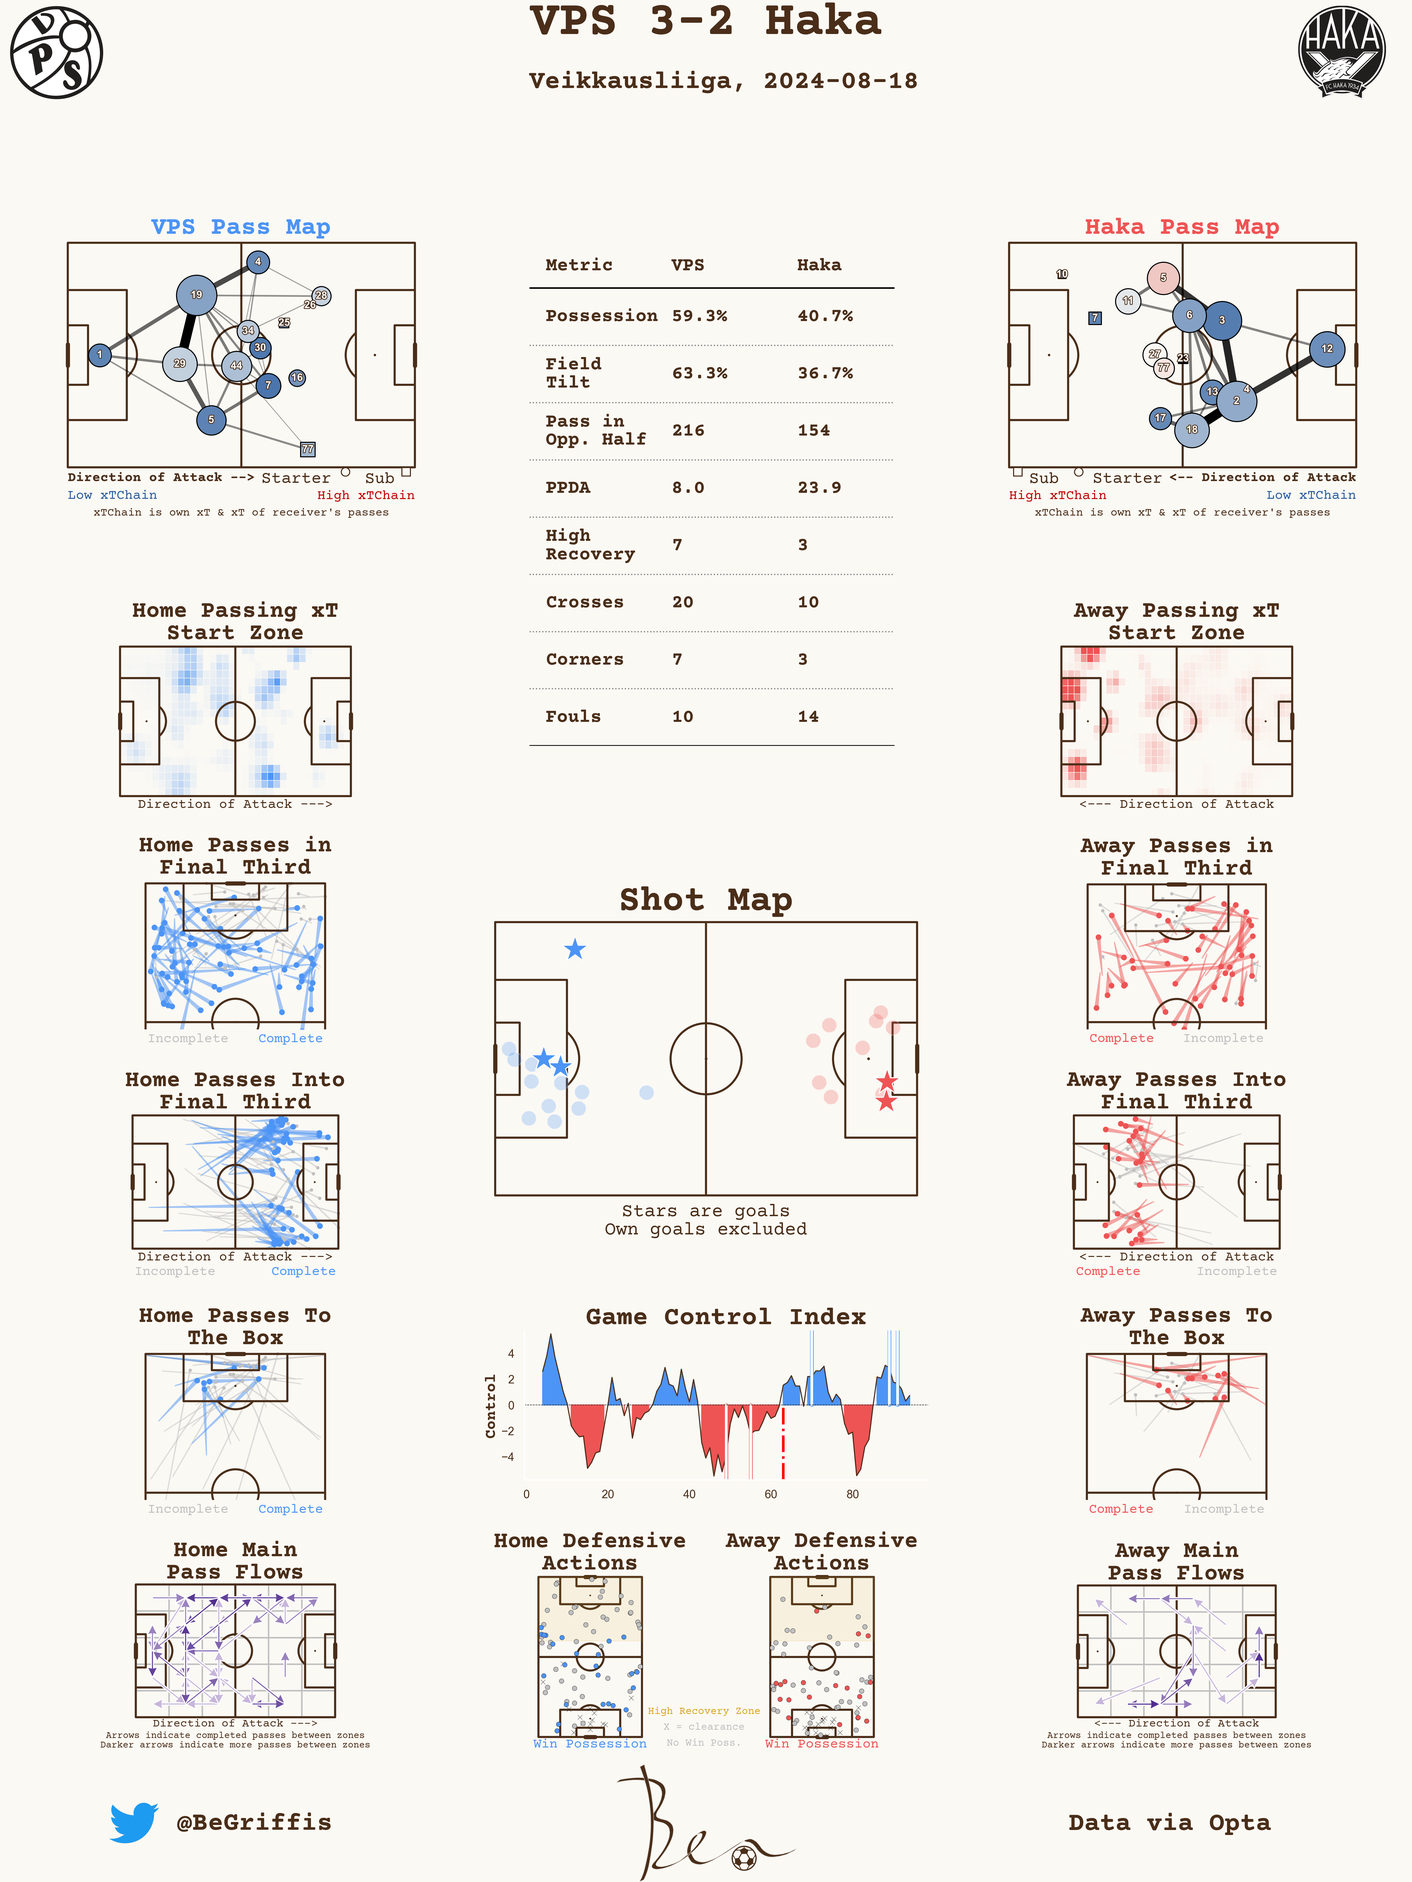 VPS 3-2 Haka
Veikkausliiga, 2024-08-18
VPS
HAKA
FC HAKA 1934
VPS Pass Map
4
19
28
26
25
34
30
1
29
44
7
16
5
77
Direction of Attack --> Starter Sub
Low xTChain High xTChain
xTChain is own xT & xT of receiver's passes
Metric VPS Haka
Possession 59.3% 40.7%
Field
Tilt 63.3% 36.7%
Pass in
Opp. Half 216 154
PPDA 8.0 23.9
High
Recovery 7 3
Crosses 20 10
Corners 7 3
Fouls 10 14
Haka Pass Map
10
5
11
7
6
3
27
23
77
12
13
4
2
17
18
Sub Starter <-- Direction of Attack
High xTChain Low xTChain
xTChain is own xT & xT of receiver's passes
Home Passing xT
Start Zone
Direction of Attack --->
Away Passing xT
Start Zone
<--- Direction of Attack
Home Passes in
Final Third
Incomplete Complete
Away Passes in
Final Third
Complete Incomplete
Shot Map
Stars are goals
Own goals excluded
Home Passes Into
Final Third
Direction of Attack --->
Incomplete Complete
Away Passes Into
Final Third
<--- Direction of Attack
Complete Incomplete
Home Passes To
The Box
Incomplete Complete
Game Control Index
Control
4
2
0
−2
−4
0 20 40 60 80
Away Passes To
The Box
Complete Incomplete
Home Main
Pass Flows
Direction of Attack --->
Arrows indicate completed passes between zones
Darker arrows indicate more passes between zones
Home Defensive
Actions
Win Possession
Away Defensive
Actions
Win Possession
High Recovery Zone
X = clearance
No Win Poss.
Away Main
Pass Flows
<--- Direction of Attack
Arrows indicate completed passes between zones
Darker arrows indicate more passes between zones
@BeGriffis
Ben
Data via Opta